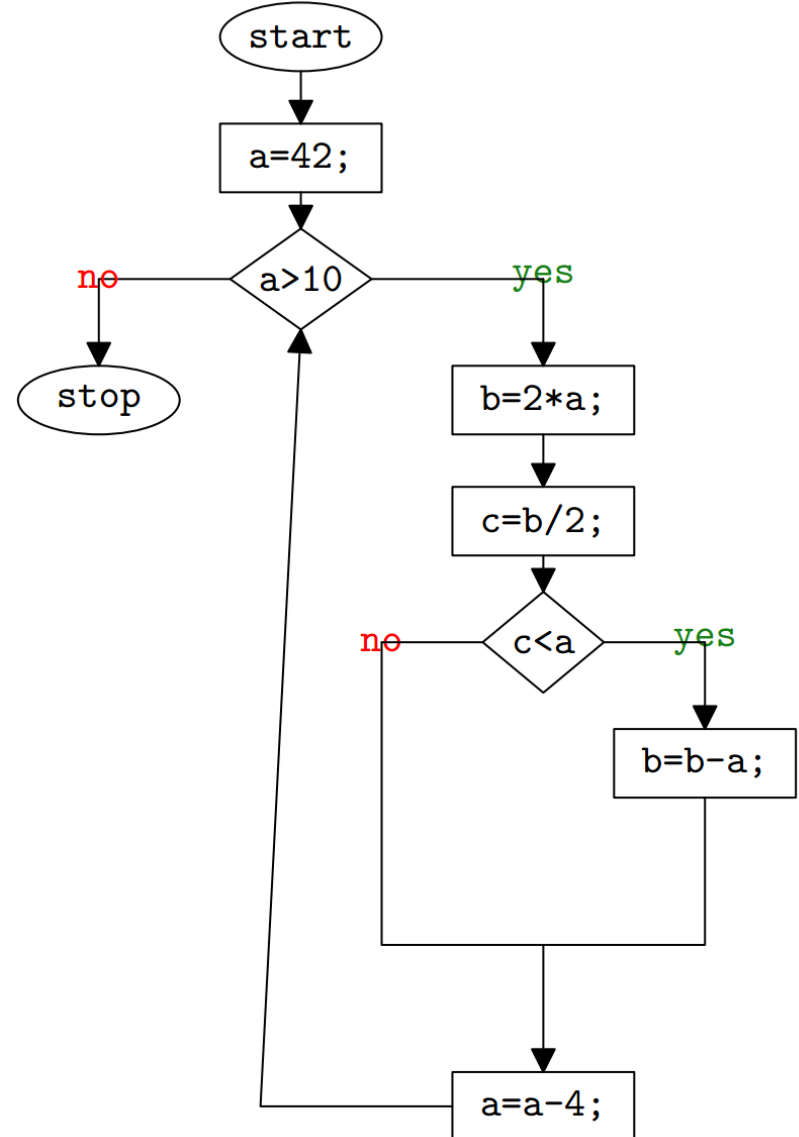 start
a=42;
a>10
no
yes
stop
b=2*a;
c=b/2;
c<a
no
yes
b=b-a;
a=a-4;